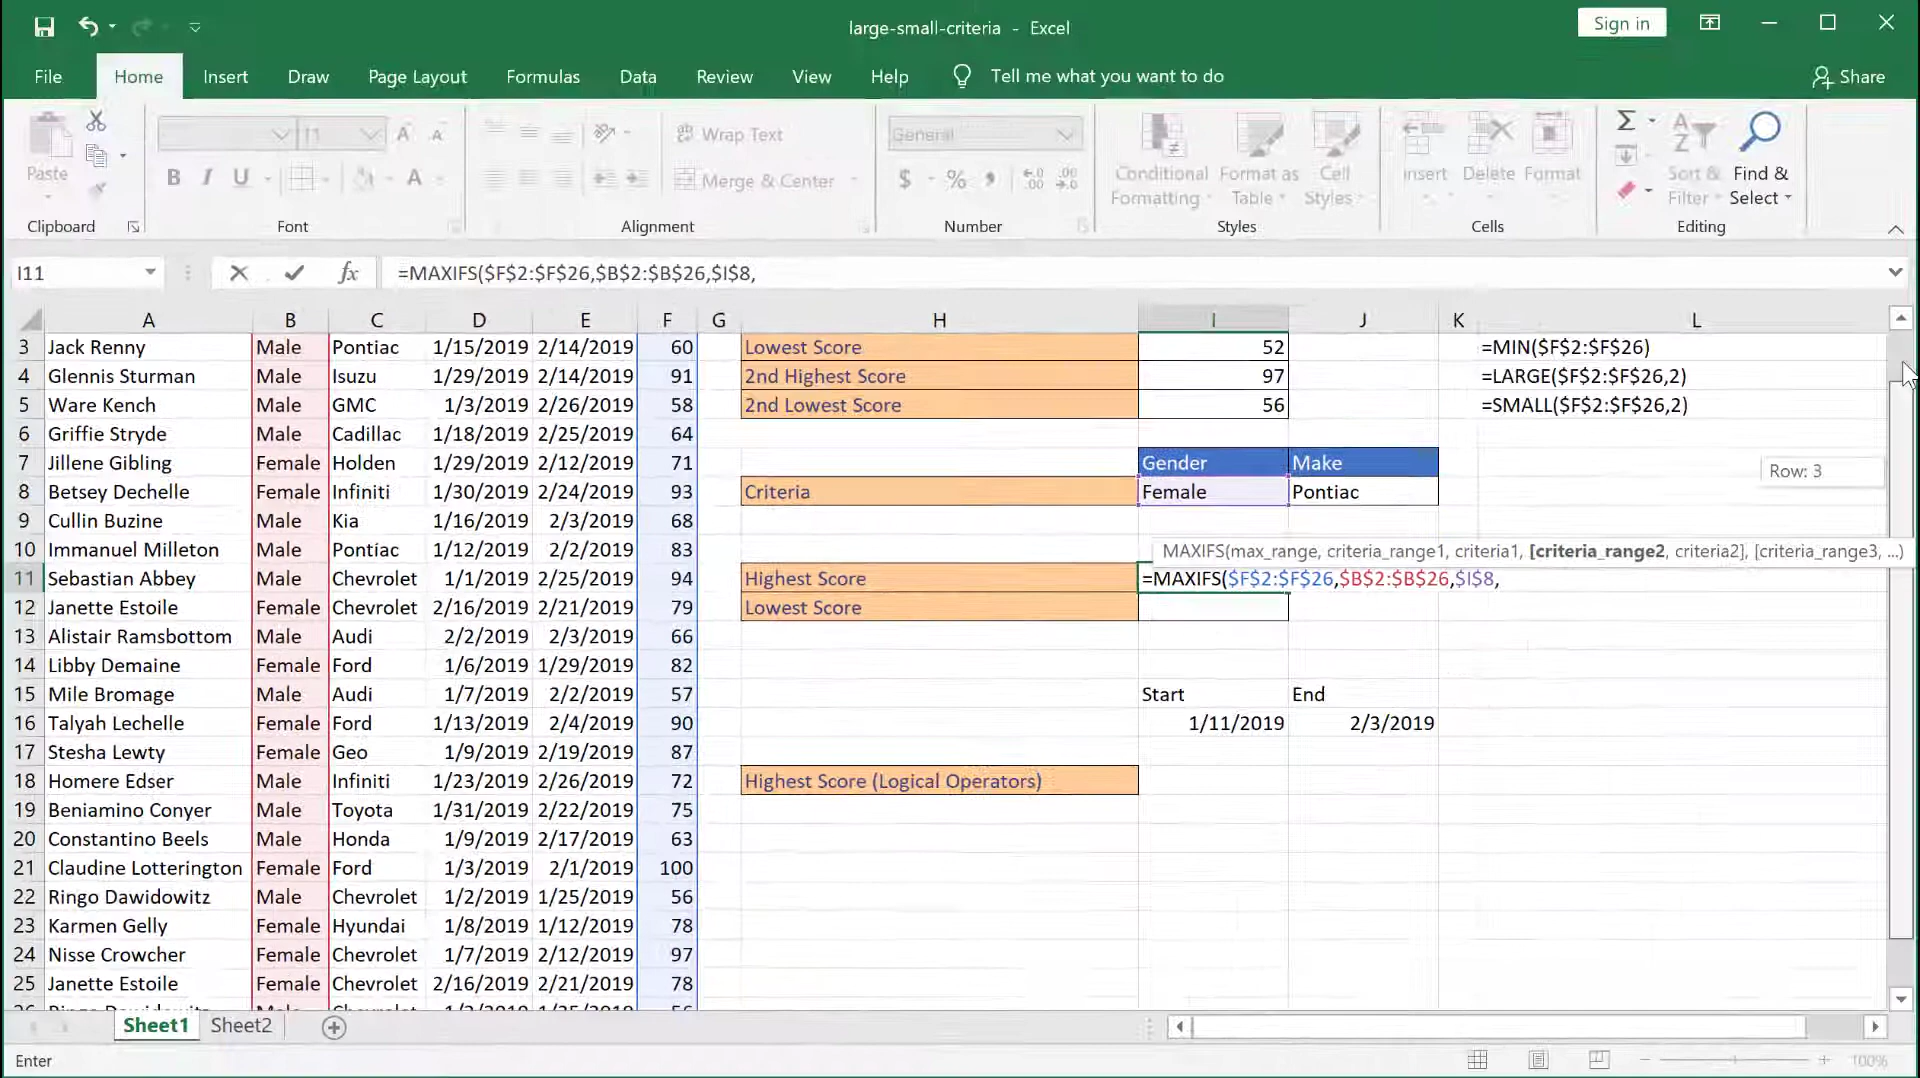 large-small-criteria - Excel
Sign in
File Home Insert Draw Page Layout Formulas Data Review View Help Tell me what you want to do Share
Paste
Clipboard
11
B I U A
Font
Wrap Text
Merge & Center
Alignment
General
$ % ,
Number
Conditional Formatting
Format as Table
Cell Styles
Styles
Insert Delete Format
Cells
Sort & Filter
Find & Select
Editing
I11 fx =MAXIFS($F$2:$F$26,$B$2:$B$26,$I$8,
A B C D E F G H I J K L
3 Jack Renny Male Pontiac 1/15/2019 2/14/2019 60 Lowest Score 52 =MIN($F$2:$F$26)
4 Glennis Sturman Male Isuzu 1/29/2019 2/14/2019 91 2nd Highest Score 97 =LARGE($F$2:$F$26,2)
5 Ware Kench Male GMC 1/3/2019 2/26/2019 58 2nd Lowest Score 56 =SMALL($F$2:$F$26,2)
6 Griffie Stryde Male Cadillac 1/18/2019 2/25/2019 64
7 Jillene Gibling Female Holden 1/29/2019 2/12/2019 71 Gender Make
Row: 3
8 Betsey Dechelle Female Infiniti 1/30/2019 2/24/2019 93 Criteria Female Pontiac
9 Cullin Buzine Male Kia 1/16/2019 2/3/2019 68
10 Immanuel Milleton Male Pontiac 1/12/2019 2/2/2019 83
MAXIFS(max_range, criteria_range1, criteria1, [criteria_range2, criteria2], [criteria_range3, ...)
11 Sebastian Abbey Male Chevrolet 1/1/2019 2/25/2019 94 Highest Score =MAXIFS($F$2:$F$26,$B$2:$B$26,$I$8,
12 Janette Estoile Female Chevrolet 2/16/2019 2/21/2019 79 Lowest Score
13 Alistair Ramsbottom Male Audi 2/2/2019 2/3/2019 66
14 Libby Demaine Female Ford 1/6/2019 1/29/2019 82
15 Mile Bromage Male Audi 1/7/2019 2/2/2019 57 Start End
16 Talyah Lechelle Female Ford 1/13/2019 2/4/2019 90 1/11/2019 2/3/2019
17 Stesha Lewty Female Geo 1/9/2019 2/19/2019 87
18 Homere Edser Male Infiniti 1/23/2019 2/26/2019 72 Highest Score (Logical Operators)
19 Beniamino Conyer Male Toyota 1/31/2019 2/22/2019 75
20 Constantino Beels Male Honda 1/9/2019 2/17/2019 63
21 Claudine Lotterington Female Ford 1/3/2019 2/1/2019 100
22 Ringo Dawidowitz Male Chevrolet 1/2/2019 1/25/2019 56
23 Karmen Gelly Female Hyundai 1/8/2019 1/12/2019 78
24 Nisse Crowcher Female Chevrolet 1/7/2019 2/12/2019 97
25 Janette Estoile Female Chevrolet 2/16/2019 2/21/2019 78
Sheet1 Sheet2
Enter 100%